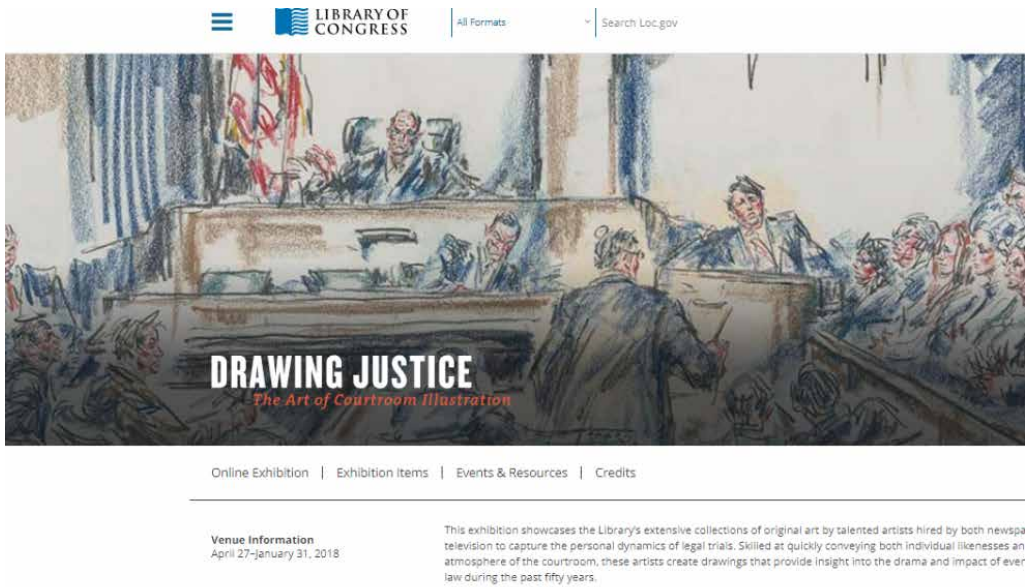 LIBRARY OF
CONGRESS
All Formats
Search Loc.gov
DRAWING JUSTICE
The Art of Courtroom Illustration
Online Exhibition | Exhibition Items | Events & Resources | Credits
Venue Information
April 27–January 31, 2018
This exhibition showcases the Library's extensive collections of original art by talented artists hired by both newspa
television to capture the personal dynamics of legal trials. Skilled at quickly conveying both individual likenesses an
atmosphere of the courtroom, these artists create drawings that provide insight into the drama and impact of even
law during the past fifty years.